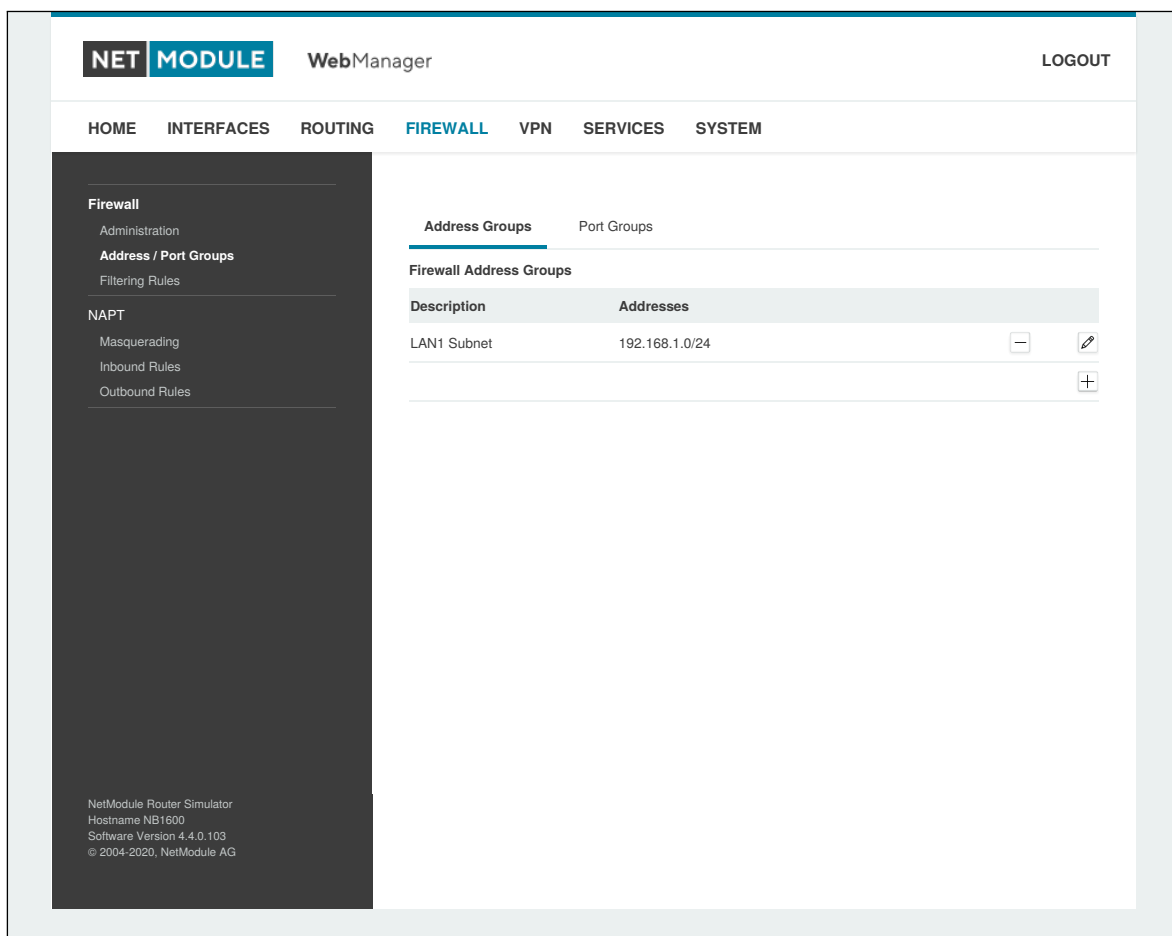 NET MODULE WebManager LOGOUT
HOME INTERFACES ROUTING FIREWALL VPN SERVICES SYSTEM
Firewall
Administration
Address / Port Groups
Filtering Rules
NAPT
Masquerading
Inbound Rules
Outbound Rules
Address Groups Port Groups
Firewall Address Groups
Description Addresses
LAN1 Subnet 192.168.1.0/24
NetModule Router Simulator
Hostname NB1600
Software Version 4.4.0.103
© 2004-2020, NetModule AG